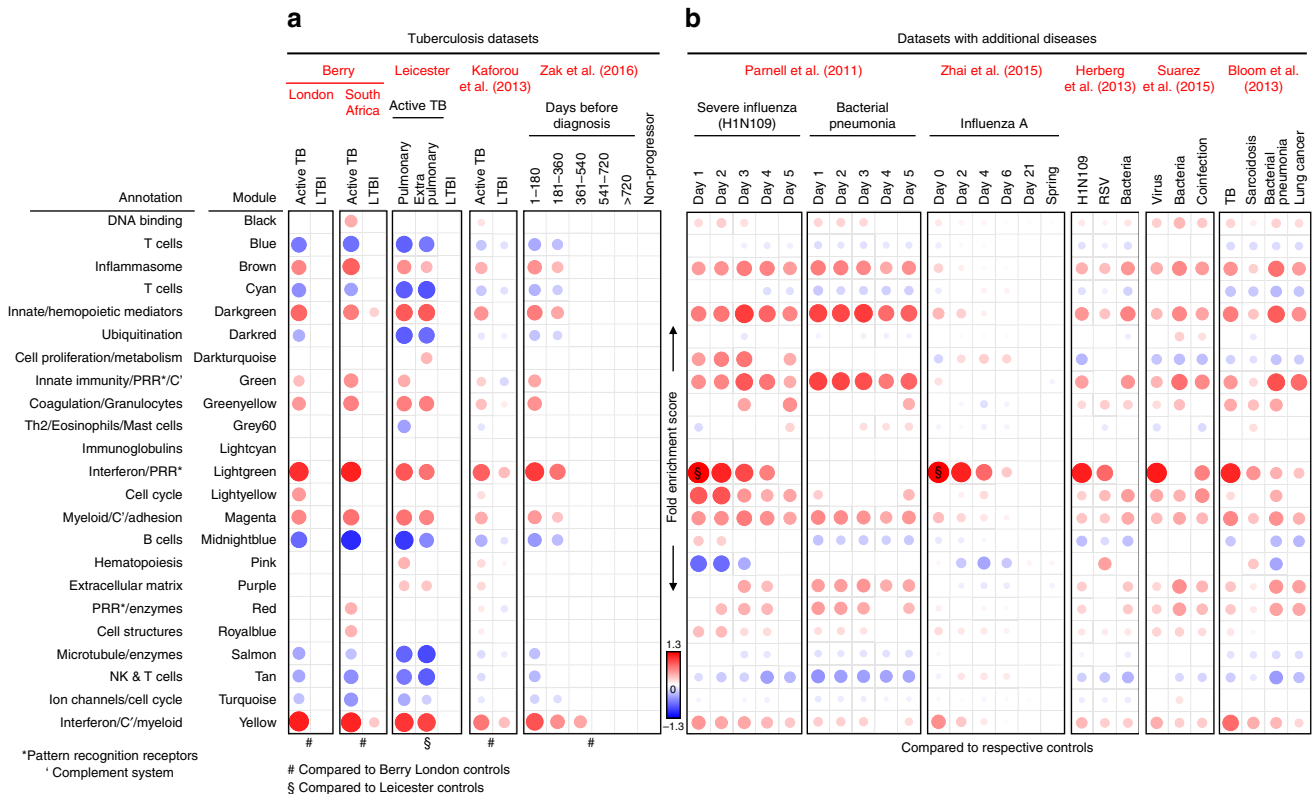 a
b
Tuberculosis datasets
Datasets with additional diseases
Berry
Leicester
Kaforou
et al. (2013)
Zak et al. (2016)
Parnell et al. (2011)
Zhai et al. (2015)
Herberg
et al. (2013)
Suarez
et al. (2015)
Bloom et al.
(2013)
London
South
Africa
Active TB
Days before
diagnosis
Severe influenza
(H1N109)
Bacterial
pneumonia
Influenza A
Annotation
Module
Active TB
LTBI
Active TB
LTBI
Pulmonary
Extra
pulmonary
LTBI
Active TB
LTBI
1–180
181–360
361–540
541–720
>720
Non-progressor
Day 1
Day 2
Day 3
Day 4
Day 5
Day 1
Day 2
Day 3
Day 4
Day 5
Day 0
Day 2
Day 4
Day 6
Day 21
Spring
H1N109
RSV
Bacteria
Virus
Bacteria
Coinfection
TB
Sarcoidosis
Bacterial
pneumonia
Lung cancer
DNA binding Black
T cells Blue
Inflammasome Brown
T cells Cyan
Innate/hemopoietic mediators Darkgreen
Ubiquitination Darkred
Cell proliferation/metabolism Darkturquoise
Innate immunity/PRR*/C′ Green
Coagulation/Granulocytes Greenyellow
Th2/Eosinophils/Mast cells Grey60
Immunoglobulins Lightcyan
Interferon/PRR* Lightgreen
§ §
Cell cycle Lightyellow
Myeloid/C′/adhesion Magenta
B cells Midnightblue
Hematopoiesis Pink
Extracellular matrix Purple
PRR*/enzymes Red
Cell structures Royalblue
Microtubule/enzymes Salmon
NK & T cells Tan
Ion channels/cell cycle Turquoise
Interferon/C′/myeloid Yellow
Fold enrichment score
1.3
0
–1.3
# # § # #
*Pattern recognition receptors
‘ Complement system
# Compared to Berry London controls
§ Compared to Leicester controls
Compared to respective controls